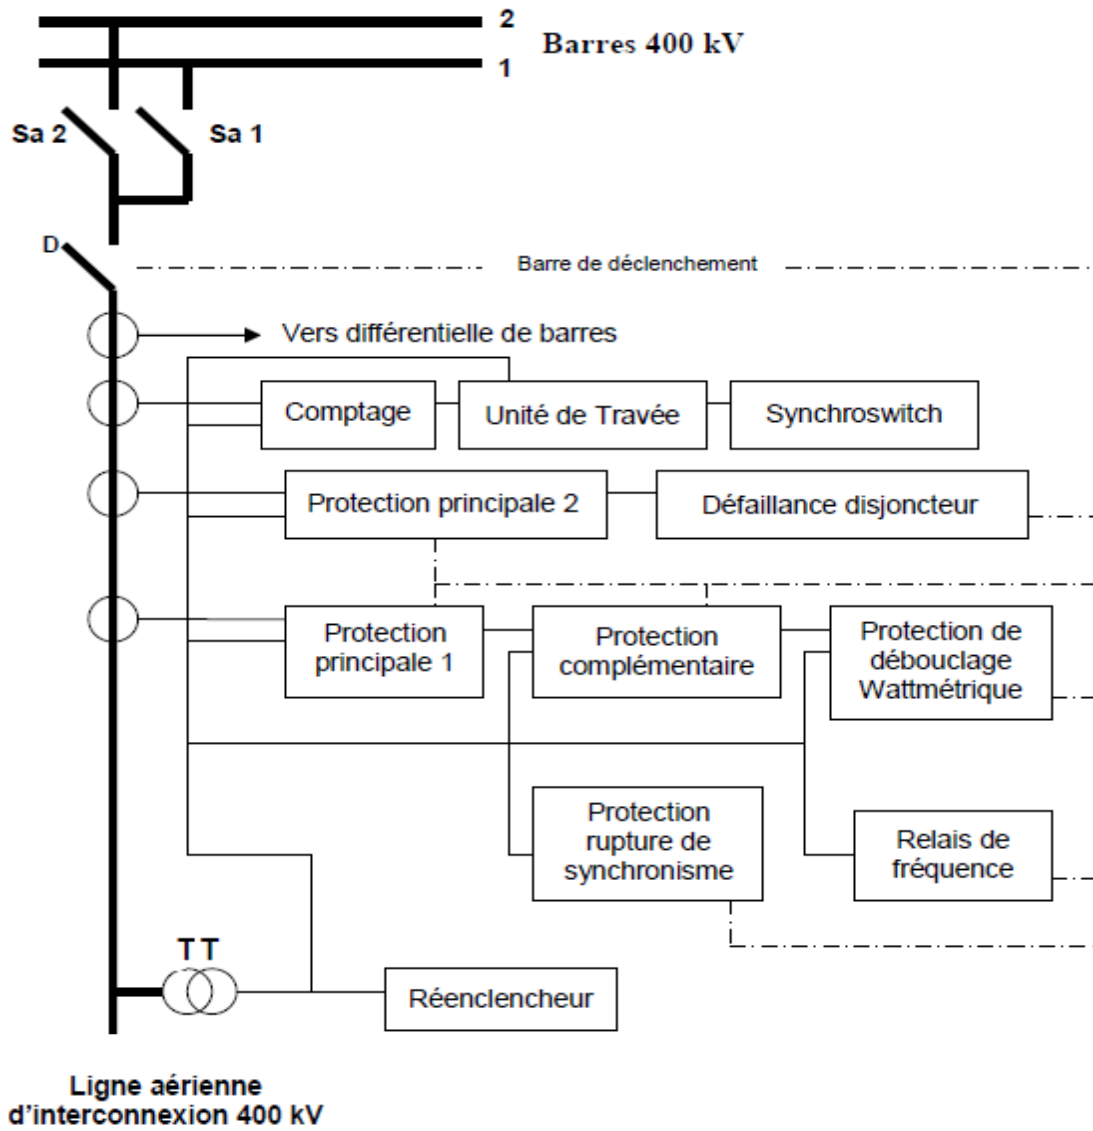 2
Barres 400 kV
1
Sa 2
Sa 1
D
Barre de déclenchement
Vers différentielle de barres
Comptage
Unité de Travée
Synchroswitch
Protection principale 2
Défaillance disjoncteur
Protection
principale 1
Protection
complémentaire
Protection de
débouclage
Wattmétrique
Protection
rupture de
synchronisme
Relais de
fréquence
T T
Réenclencheur
Ligne aérienne
d'interconnexion 400 kV